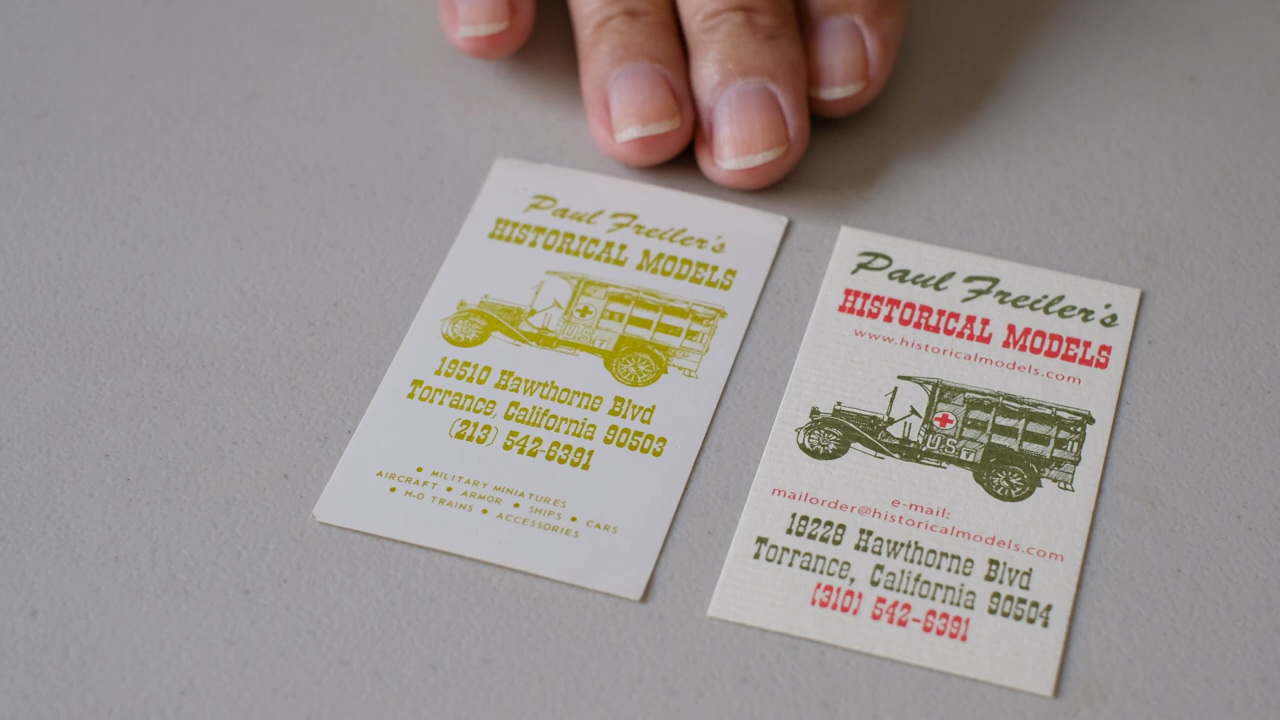 Paul Freiler's
HISTORICAL MODELS
U.S.T
19510 Hawthorne Blvd
Torrance, California 90503
(213) 542-6391
• MILITARY MINIATURES
AIRCRAFT • ARMOR • SHIPS • CARS
• H-O TRAINS • ACCESSORIES
Paul Freiler's
HISTORICAL MODELS
www.historicalmodels.com
U.S.T
e-mail:
mailorder@historicalmodels.com
18228 Hawthorne Blvd
Torrance, California 90504
(310) 542-6391